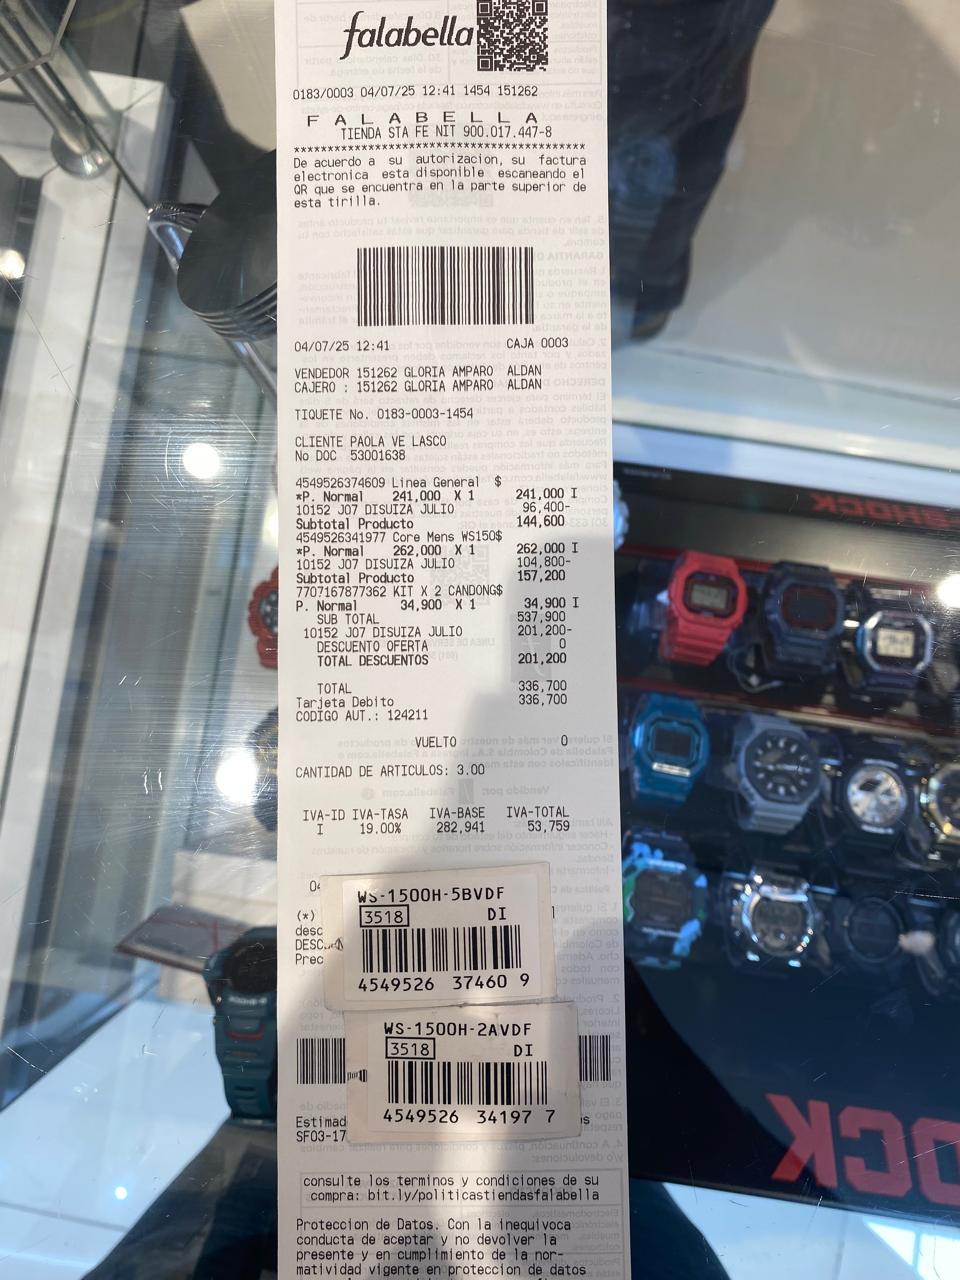 falabella
0183/0003 04/07/25 12:41 1454 151262
F A L A B E L L A
TIENDA STA FE NIT 900.017.447-8
****************************************************
De acuerdo a su autorizacion, su factura
electronica esta disponible escaneando el
QR que se encuentra en la parte superior de
esta tirilla.
04/07/25 12:41 CAJA 0003
VENDEDOR 151262 GLORIA AMPARO ALDAN
CAJERO : 151262 GLORIA AMPARO ALDAN
TIQUETE No. 0183-0003-1454
CLIENTE PAOLA VE LASCO
No DOC 53001638
4549526374609 Linea General $
*P. Normal 241,000 X 1 241,000 I
10152 J07 DISUIZA JULIO 96,400-
Subtotal Producto 144,600
4549526341977 Core Mens WS150$
*P. Normal 262,000 X 1 262,000 I
10152 J07 DISUIZA JULIO 104,800-
Subtotal Producto 157,200
7707167877362 KIT X 2 CANDONG$
P. Normal 34,900 X 1 34,900 I
SUB TOTAL 537,900
10152 J07 DISUIZA JULIO 201,200-
DESCUENTO OFERTA 0
TOTAL DESCUENTOS 201,200
TOTAL 336,700
Tarjeta Debito 336,700
CODIGO AUT.: 124211
VUELTO 0
CANTIDAD DE ARTICULOS: 3.00
IVA-ID IVA-TASA IVA-BASE IVA-TOTAL
I 19.00% 282,941 53,759
04
(*)
desc
DESC
Prec
WS-1500H-5BVDF
3518 DI
4549526 37460 9
WS-1500H-2AVDF
3518 DI
4549526 34197 7
Estimad
SF03-17
consulte los terminos y condiciones de su
compra: bit.ly/politicastiendasfalabella
Proteccion de Datos. Con la inequivoca
conducta de aceptar y no devolver la
presente y en cumplimiento de la nor-
matividad vigente en proteccion de datos
G-SHOCK
SHOCK